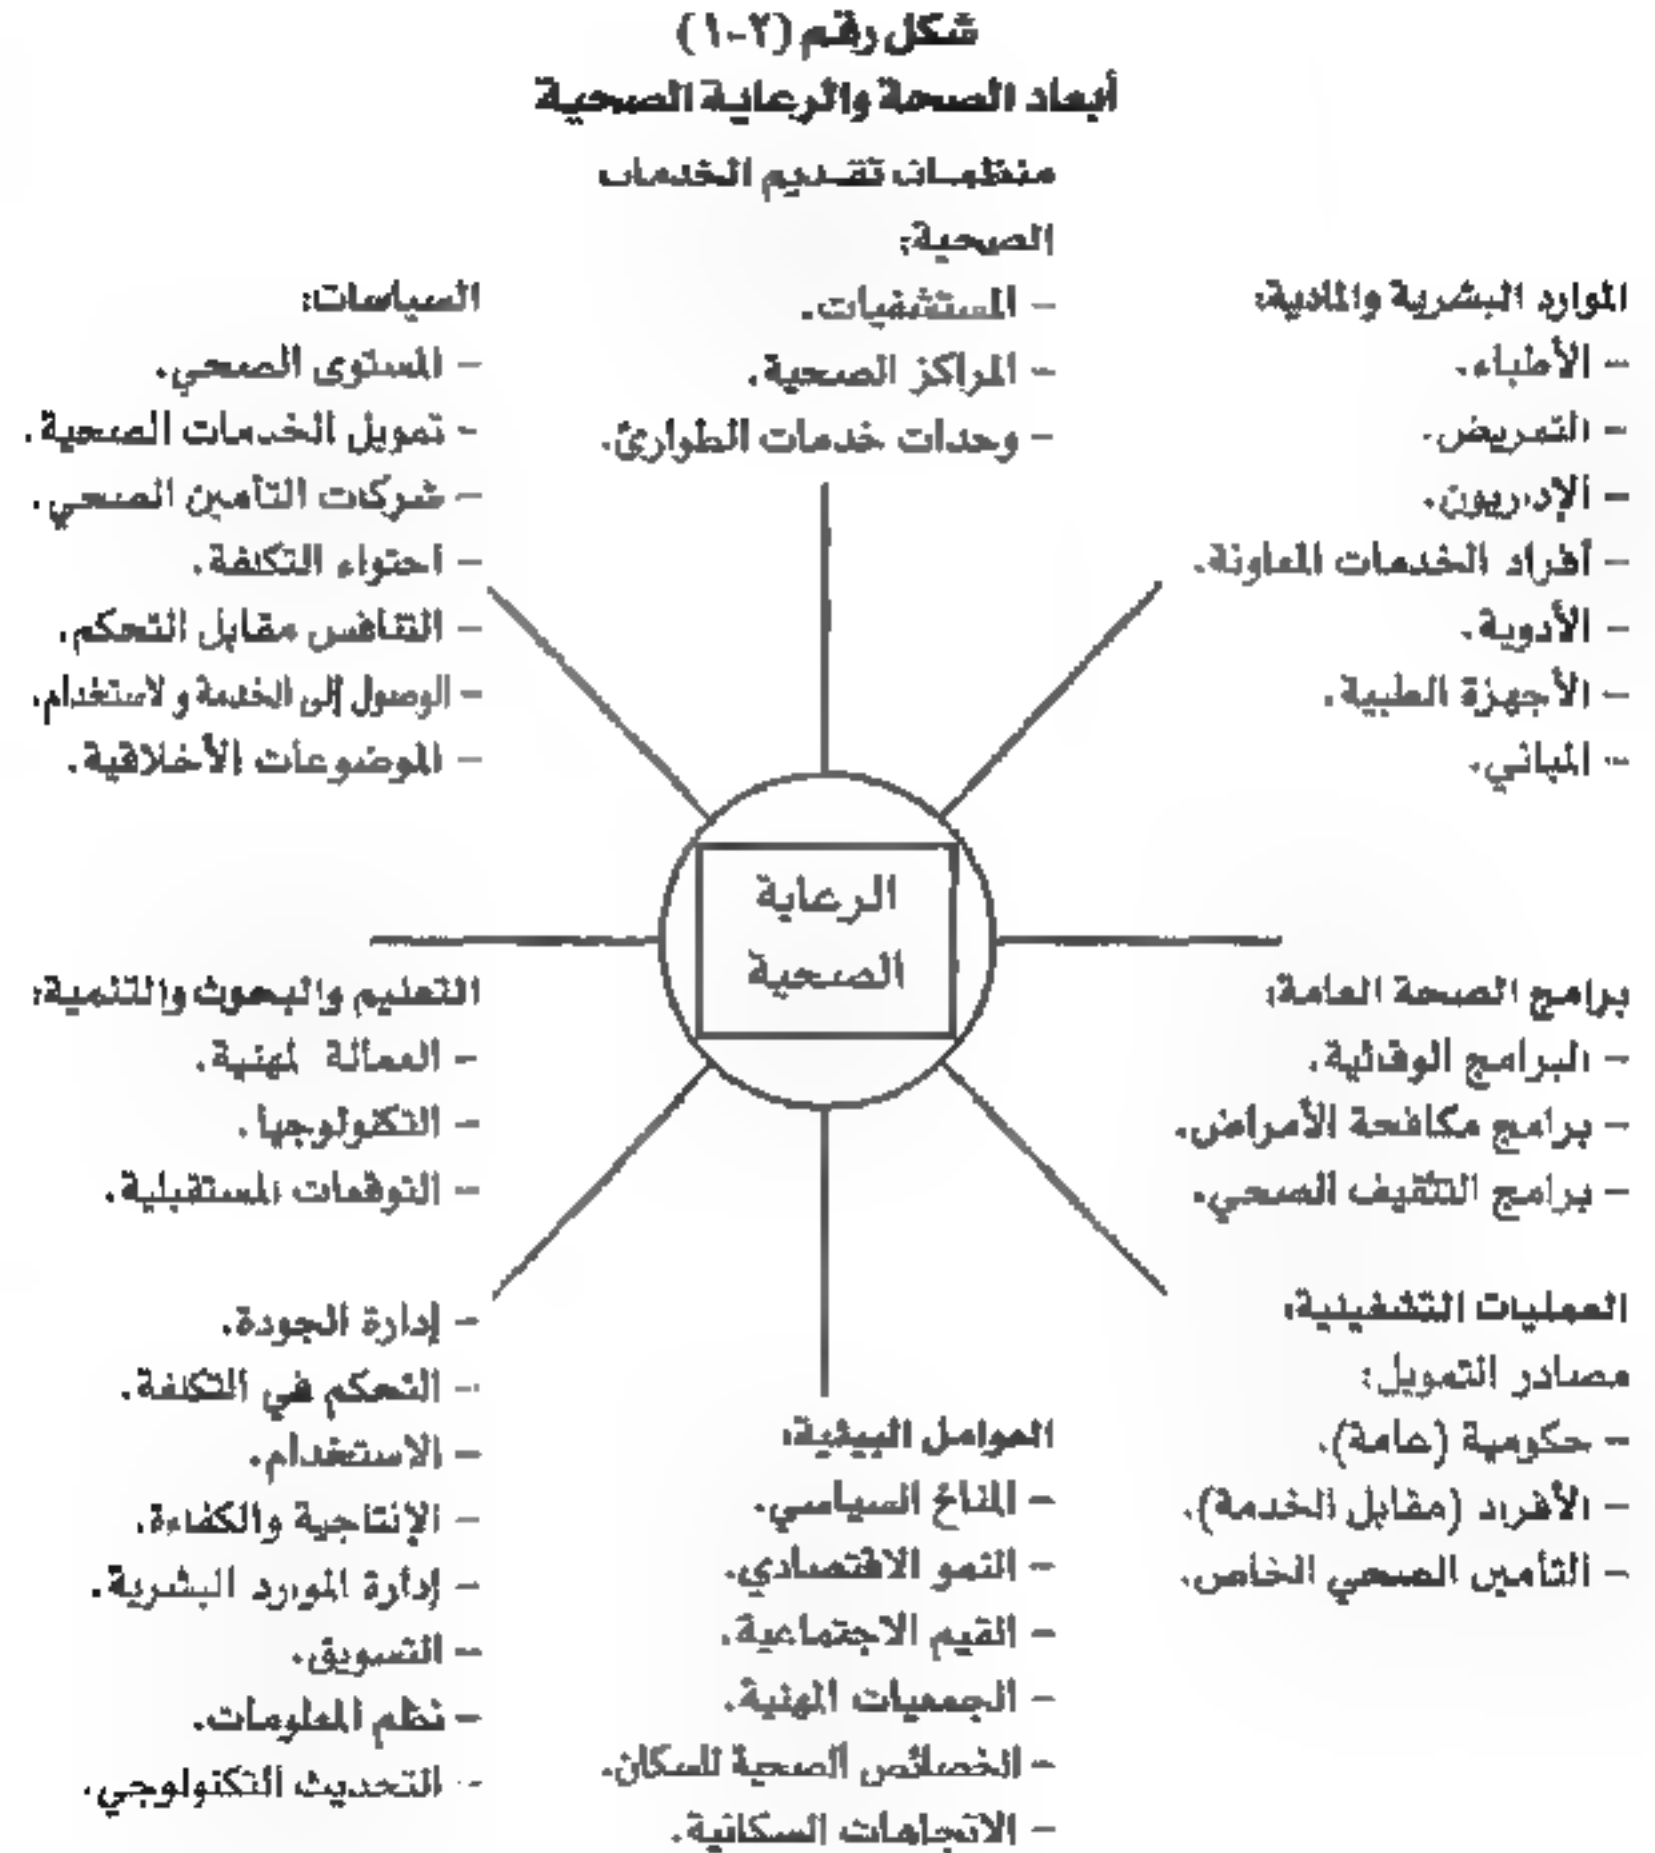 شكل رقم (٢-١)
أبعاد الصحة والرعاية الصحية
منظمات تقديم الخدمات
الصحية:
- المستشفيات.
- المراكز الصحية.
- وحدات خدمات الطوارئ.
الموارد البشرية والمادية:
- الأطباء.
- التمريض.
- الإداريون.
- أفراد الخدمات المعاونة.
- الأدوية.
- الأجهزة الطبية.
- المباني.
السياسات:
- المستوى الصحي.
- تمويل الخدمات الصحية.
- شركات التأمين الصحي.
- احتواء التكلفة.
- التنافس مقابل التحكم.
- الوصول إلى الخدمة والاستخدام.
- الموضوعات الأخلاقية.
الرعاية
الصحية
برامج الصحة العامة:
- البرامج الوقائية.
- برامج مكافحة الأمراض.
- برامج التثقيف الصحي.
التعليم والبحوث والتنمية:
- العمالة المهنية.
- التكنولوجيا.
- التوقعات المستقبلية.
العمليات التشغيلية:
مصادر التمويل:
- حكومية (عامة).
- الأفراد (مقابل الخدمة).
- التأمين الصحي الخاص.
العوامل البيئية:
- المناخ السياسي.
- النمو الاقتصادي.
- القيم الاجتماعية.
- الجمعيات المهنية.
- الخصائص الصحية للسكان.
- الاتجاهات السكانية.
- إدارة الجودة.
- التحكم في التكلفة.
- الاستخدام.
- الإنتاجية والكفاءة.
- إدارة الموارد البشرية.
- التسويق.
- نظم المعلومات.
- التحديث التكنولوجي.